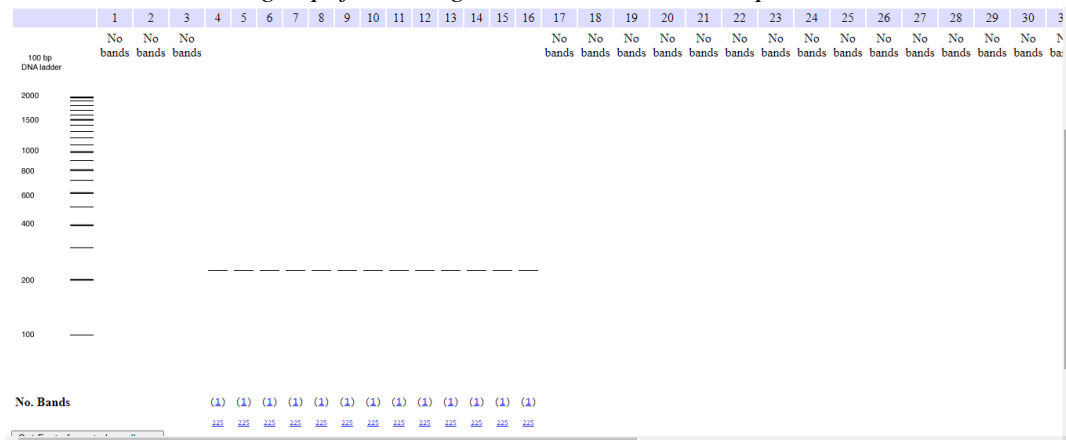 1 2 3 4 5 6 7 8 9 10 11 12 13 14 15 16 17 18 19 20 21 22 23 24 25 26 27 28 29 30
No No No No No No No No No No No No No No No No No
bands bands bands bands bands bands bands bands bands bands bands bands bands bands bands bands bands
100 bp
DNA ladder
2000
1500
1000
800
600
400
200
100
No. Bands (1) (1) (1) (1) (1) (1) (1) (1) (1) (1) (1) (1) (1)
225 225 225 225 225 225 225 225 225 225 225 225 225